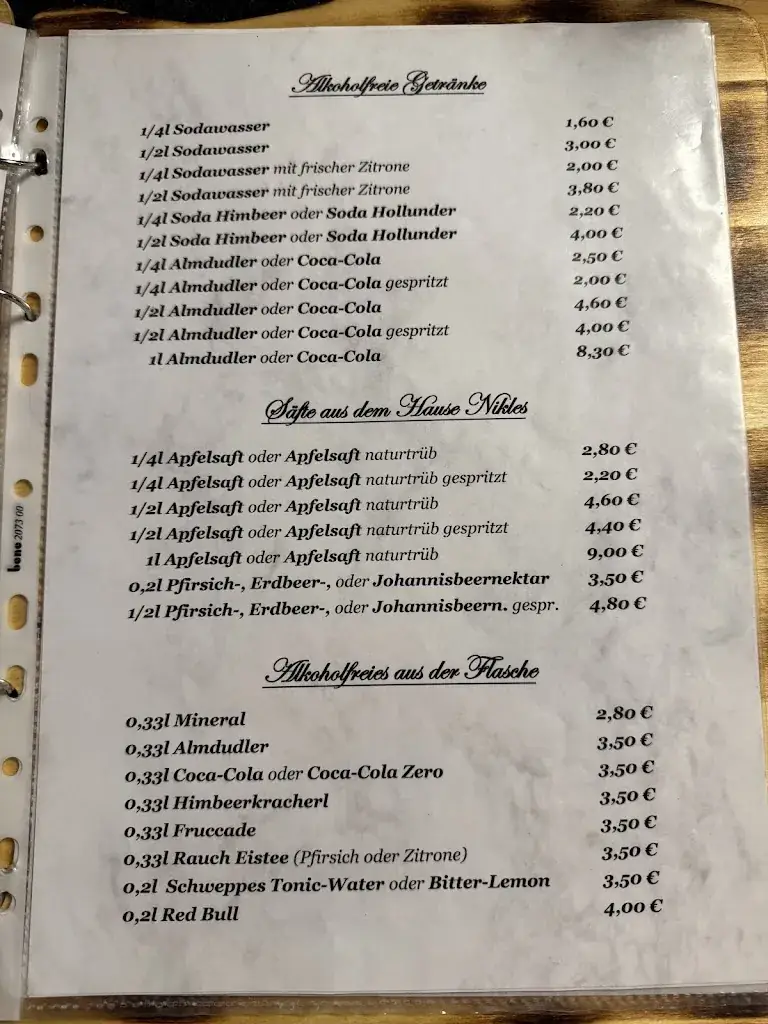 Alkoholfreie Getränke
1/4l Sodawasser 1,60 €
1/2l Sodawasser 3,00 €
1/4l Sodawasser mit frischer Zitrone 2,00 €
1/2l Sodawasser mit frischer Zitrone 3,80 €
1/4l Soda Himbeer oder Soda Hollunder 2,20 €
1/2l Soda Himbeer oder Soda Hollunder 4,00 €
1/4l Almdudler oder Coca-Cola 2,50 €
1/4l Almdudler oder Coca-Cola gespritzt 2,00 €
1/2l Almdudler oder Coca-Cola 4,60 €
1/2l Almdudler oder Coca-Cola gespritzt 4,00 €
1l Almdudler oder Coca-Cola 8,30 €
Säfte aus dem Hause Nikles
1/4l Apfelsaft oder Apfelsaft naturtrüb 2,80 €
1/4l Apfelsaft oder Apfelsaft naturtrüb gespritzt 2,20 €
1/2l Apfelsaft oder Apfelsaft naturtrüb 4,60 €
1/2l Apfelsaft oder Apfelsaft naturtrüb gespritzt 4,40 €
1l Apfelsaft oder Apfelsaft naturtrüb 9,00 €
0,2l Pfirsich-, Erdbeer-, oder Johannisbeernektar 3,50 €
1/2l Pfirsich-, Erdbeer-, oder Johannisbeern. gespr. 4,80 €
Alkoholfreies aus der Flasche
0,33l Mineral 2,80 €
0,33l Almdudler 3,50 €
0,33l Coca-Cola oder Coca-Cola Zero 3,50 €
0,33l Himbeerkracherl 3,50 €
0,33l Fruccade 3,50 €
0,33l Rauch Eistee (Pfirsich oder Zitrone) 3,50 €
0,2l Schweppes Tonic-Water oder Bitter-Lemon 3,50 €
0,2l Red Bull 4,00 €
bene 2073 00